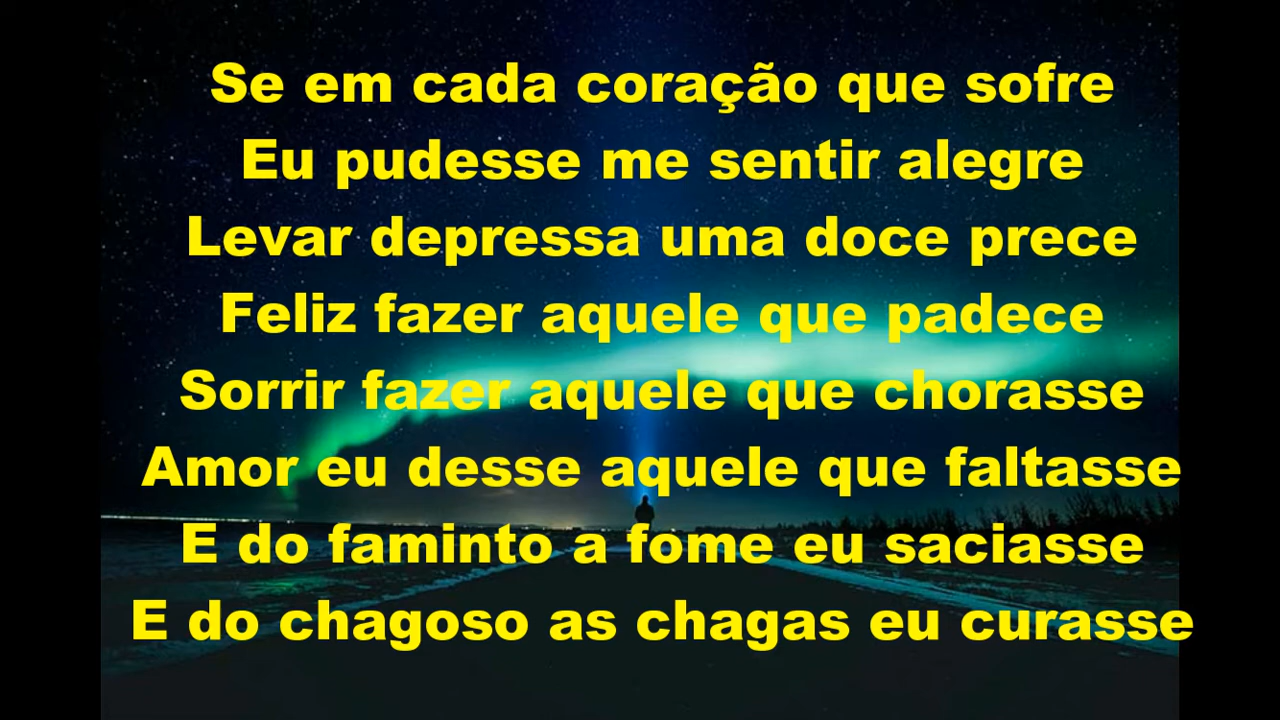 Se em cada coração que sofre
Eu pudesse me sentir alegre
Levar depressa uma doce prece
Feliz fazer aquele que padece
Sorrir fazer aquele que chorasse
Amor eu desse aquele que faltasse
E do faminto a fome eu saciasse
E do chagoso as chagas eu curasse